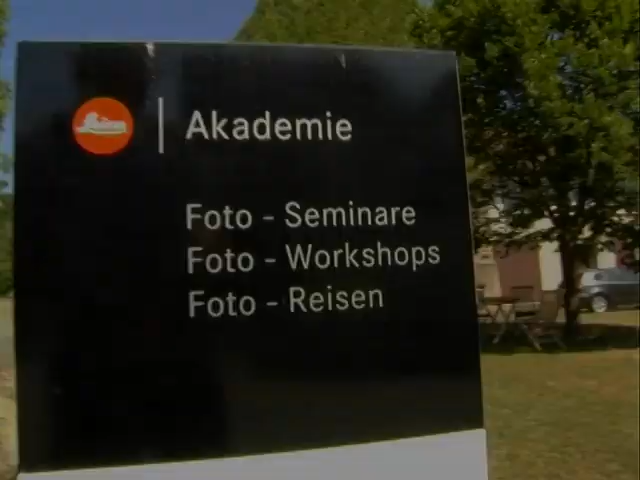 Akademie
Foto - Seminare
Foto - Workshops
Foto - Reisen